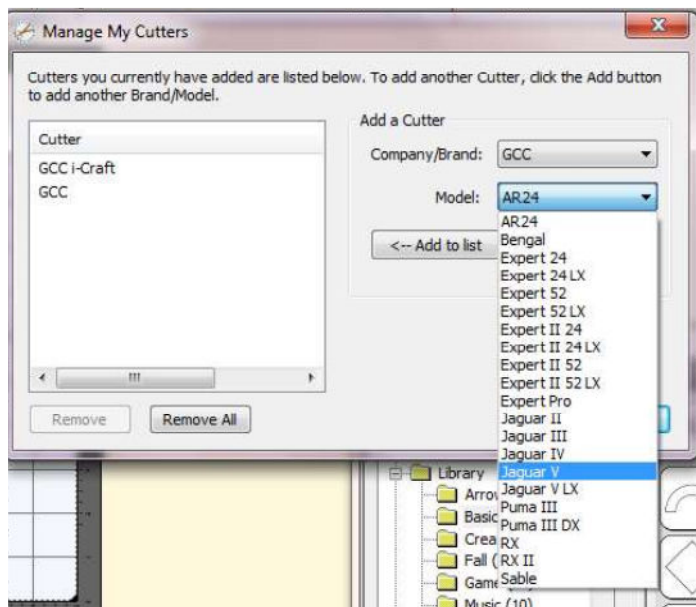 Manage My Cutters
Cutters you currently have added are listed below. To add another Cutter, click the Add button
to add another Brand/Model.
Cutter
GCC i-Craft
GCC
Remove
Remove All
Add a Cutter
Company/Brand: GCC
Model: AR24
<-- Add to list
AR24
Bengal
Expert 24
Expert 24 LX
Expert 52
Expert 52 LX
Expert II 24
Expert II 24 LX
Expert II 52
Expert II 52 LX
Expert Pro
Jaguar II
Jaguar III
Jaguar IV
Jaguar V
Jaguar V LX
Puma III
Puma III DX
RX
RX II
Sable
Library
Arro
Basic
Crea
Fall (
Game
Music (10)